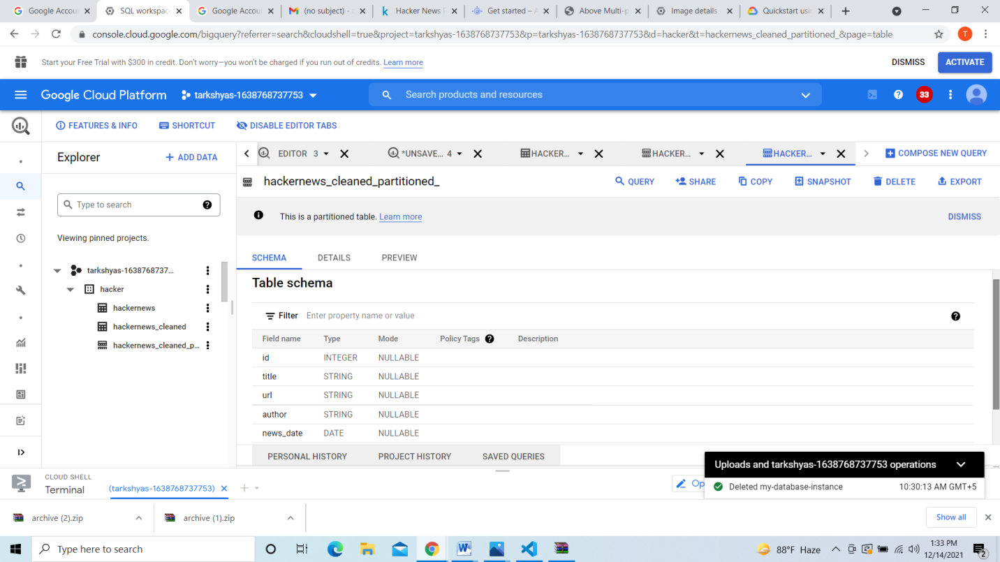 Google Accou
SQL workspac
Google Accou
(no subject) -
Hacker News
Get started –
Above Multi-p
Image details
Quickstart usi
console.cloud.google.com/bigquery?referrer=search&cloudshell=true&project=tarkshyas-1638768737753&p=tarkshyas-1638768737753&d=hacker&t=hackernews_cleaned_partitioned_&page=table
T
Start your Free Trial with $300 in credit. Don't worry—you won't be charged if you run out of credits. Learn more
DISMISS
ACTIVATE
Google Cloud Platform
tarkshyas-1638768737753
Search products and resources
33
FEATURES & INFO
SHORTCUT
DISABLE EDITOR TABS
Explorer
+ ADD DATA
EDITOR 3
*UNSAVE... 4
HACKER...
HACKER...
HACKER...
COMPOSE NEW QUERY
hackernews_cleaned_partitioned_
QUERY
SHARE
COPY
SNAPSHOT
DELETE
EXPORT
Type to search
This is a partitioned table. Learn more
DISMISS
Viewing pinned projects.
SCHEMA
DETAILS
PREVIEW
tarkshyas-1638768737...
hacker
hackernews
hackernews_cleaned
hackernews_cleaned_p...
Table schema
Filter Enter property name or value
Field name Type Mode Policy Tags Description
id INTEGER NULLABLE
title STRING NULLABLE
url STRING NULLABLE
author STRING NULLABLE
news_date DATE NULLABLE
PERSONAL HISTORY
PROJECT HISTORY
SAVED QUERIES
Uploads and tarkshyas-1638768737753 operations
Deleted my-database-instance 10:30:13 AM GMT+5
CLOUD SHELL
Terminal
(tarkshyas-1638768737753)
Op
archive (2).zip
archive (1).zip
Show all
Type here to search
88°F Haze
1:33 PM
12/14/2021
2